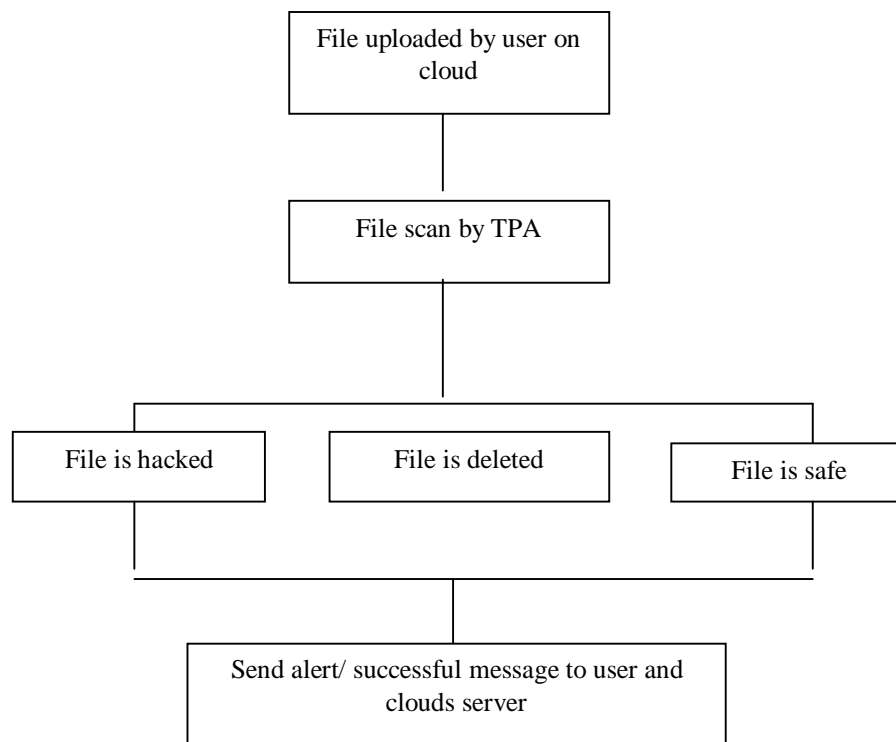 File uploaded by user on
cloud
File scan by TPA
File is hacked
File is deleted
File is safe
Send alert/ successful message to user and
clouds server